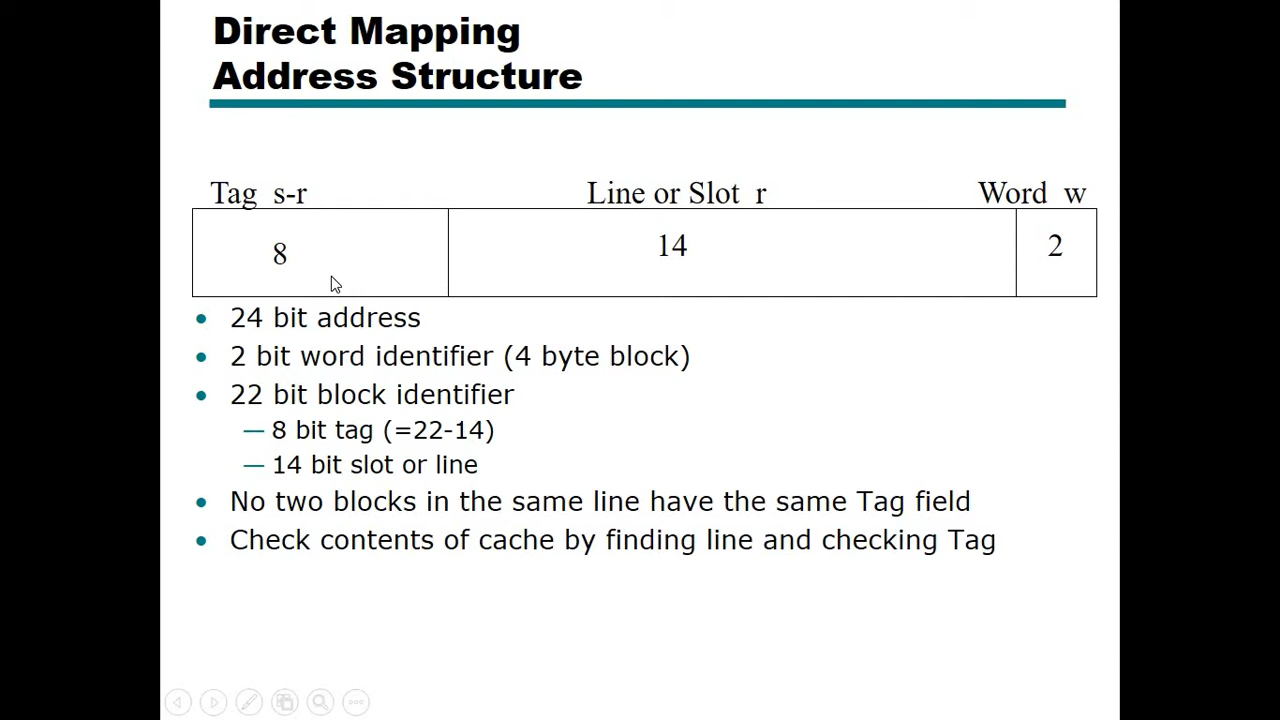 Direct Mapping
Address Structure
Tag s-r Line or Slot r Word w
8 14 2
• 24 bit address
• 2 bit word identifier (4 byte block)
• 22 bit block identifier
— 8 bit tag (=22-14)
— 14 bit slot or line
• No two blocks in the same line have the same Tag field
• Check contents of cache by finding line and checking Tag